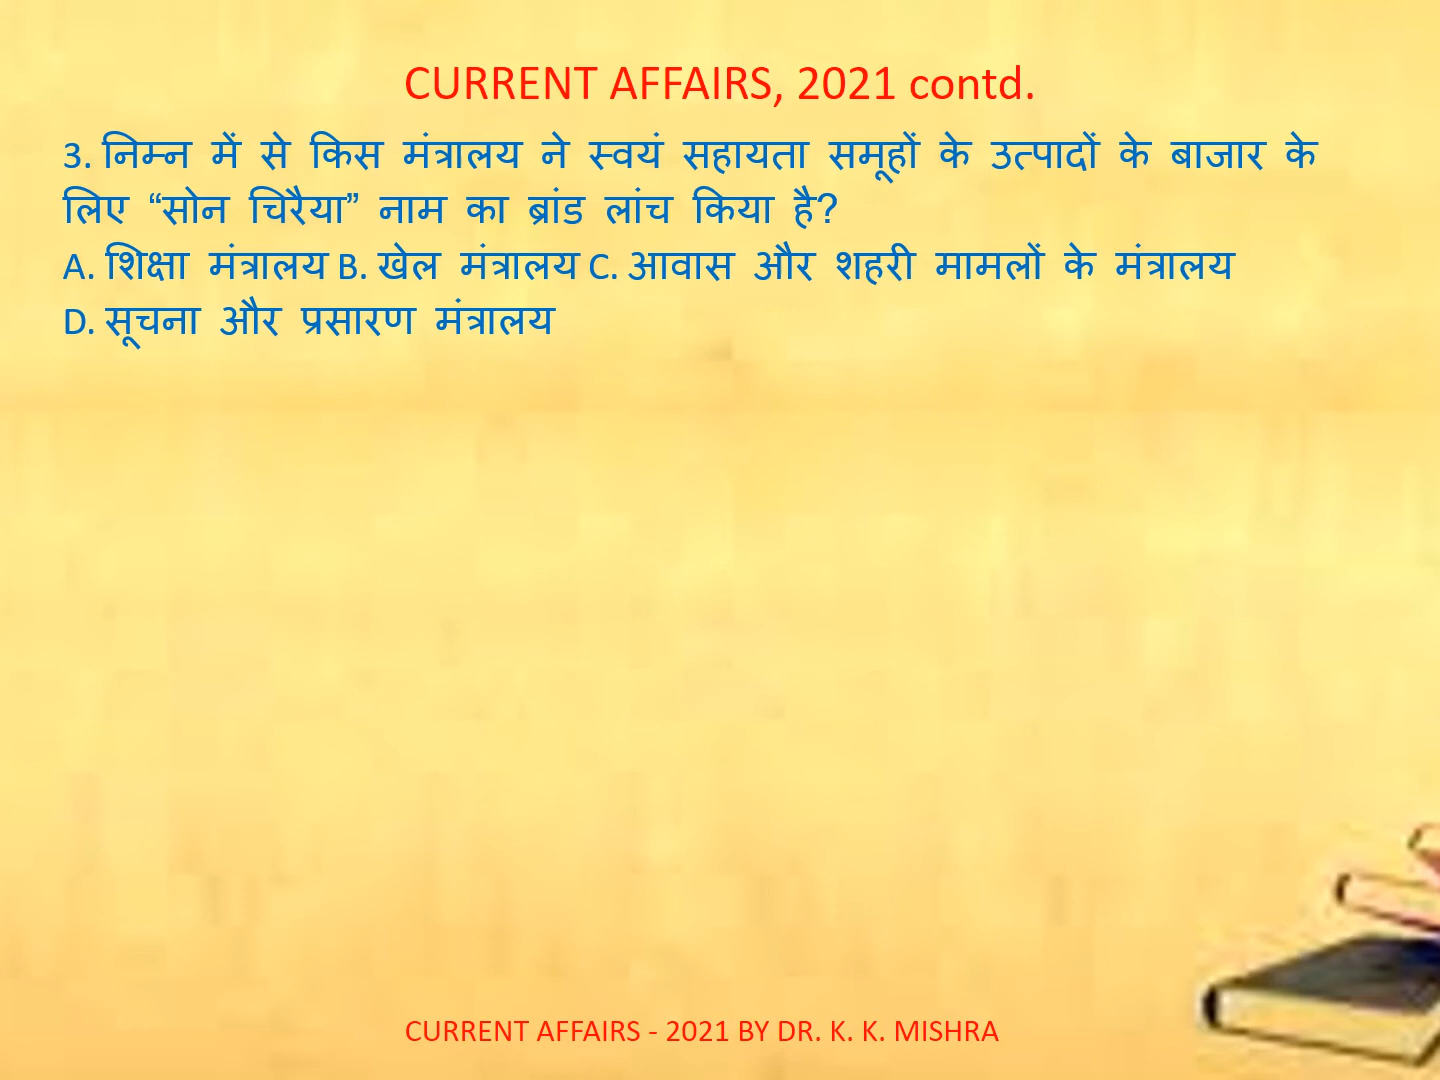 CURRENT AFFAIRS, 2021 contd.
3. निम्न में से किस मंत्रालय ने स्वयं सहायता समूहों के उत्पादों के बाजार के
लिए “सोन चिरैया” नाम का ब्रांड लांच किया है?
A. शिक्षा मंत्रालय B. खेल मंत्रालय C. आवास और शहरी मामलों के मंत्रालय
D. सूचना और प्रसारण मंत्रालय
CURRENT AFFAIRS - 2021 BY DR. K. K. MISHRA